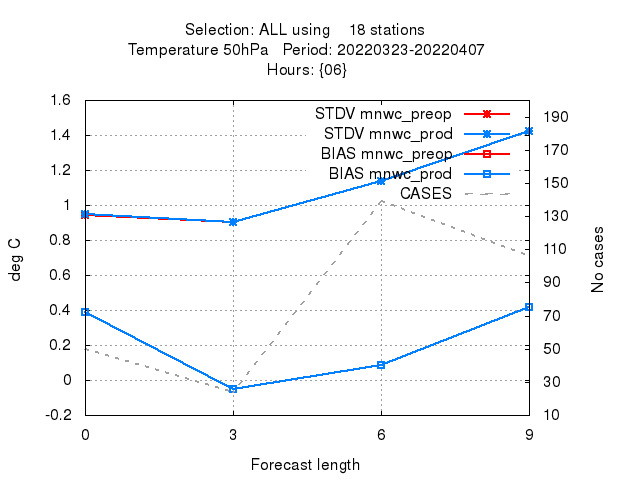 Selection: ALL using    18 stations
Temperature 50hPa   Period: 20220323-20220407
Hours: {06}
STDV mnwc_preop
STDV mnwc_prod
BIAS mnwc_preop
BIAS mnwc_prod
CASES
1.6
1.4
1.2
1
0.8
0.6
0.4
0.2
0
-0.2
deg C
190
170
150
130
110
90
70
50
30
10
No cases
0 3 6 9
Forecast length